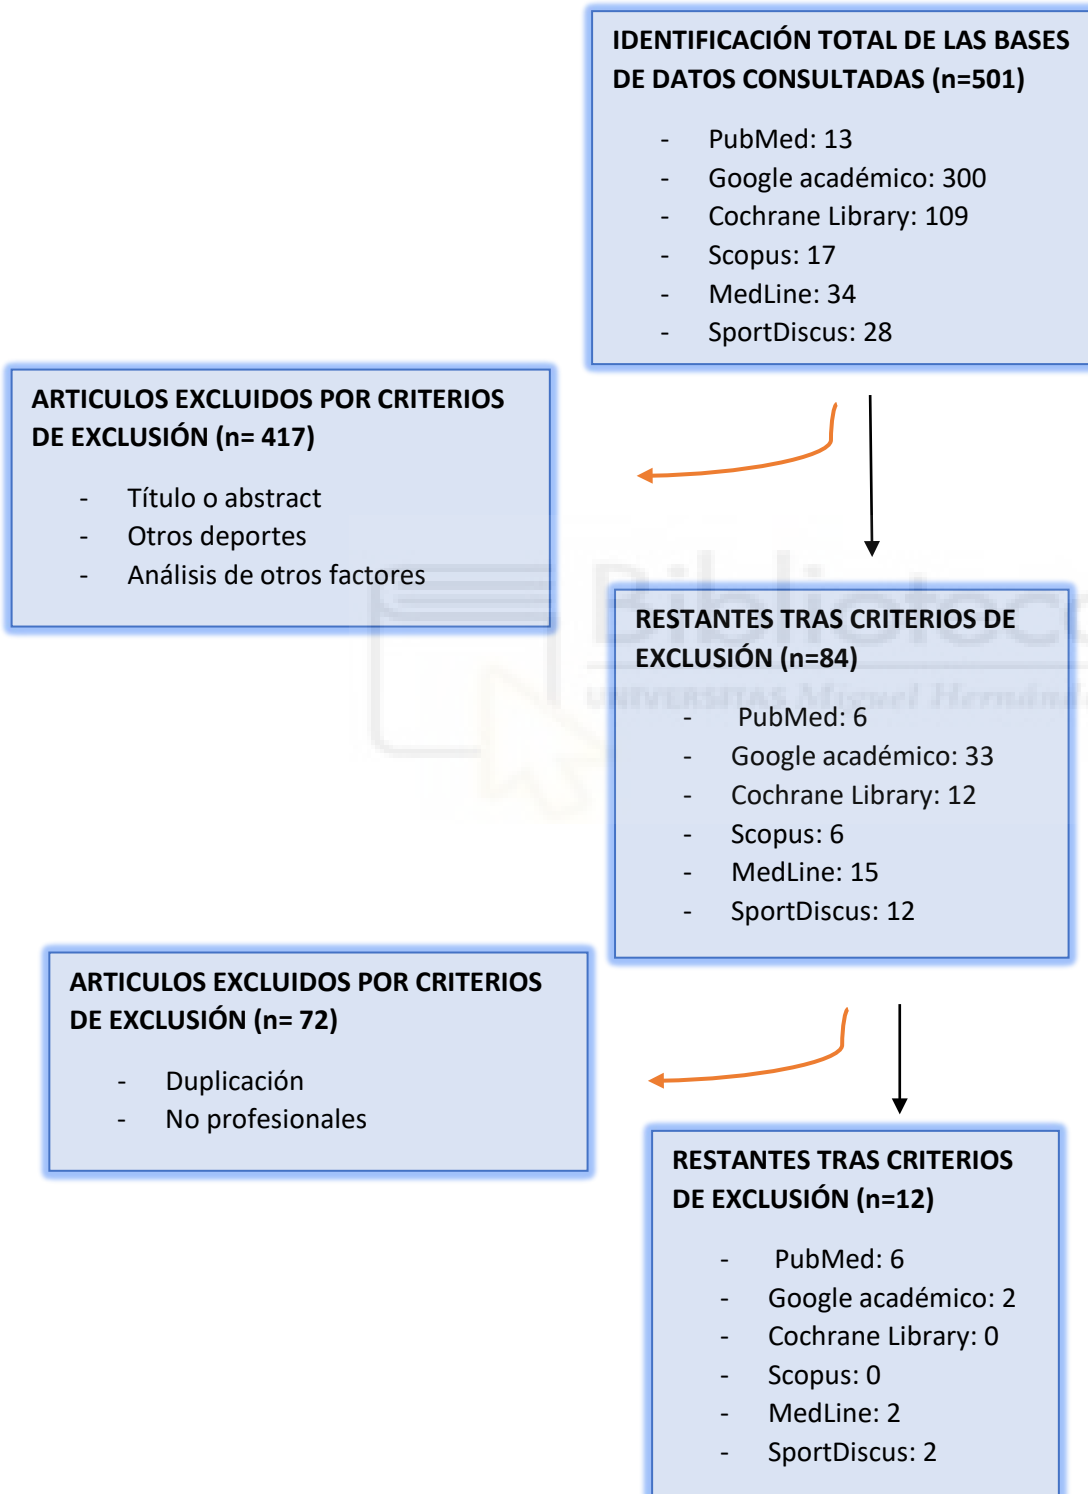 IDENTIFICACIÓN TOTAL DE LAS BASES
DE DATOS CONSULTADAS (n=501)
- PubMed: 13
- Google académico: 300
- Cochrane Library: 109
- Scopus: 17
- MedLine: 34
- SportDiscus: 28
ARTICULOS EXCLUIDOS POR CRITERIOS
DE EXCLUSIÓN (n= 417)
- Título o abstract
- Otros deportes
- Análisis de otros factores
Biblioteca
UNIVERSITAS Miguel Hernández
RESTANTES TRAS CRITERIOS DE
EXCLUSIÓN (n=84)
- PubMed: 6
- Google académico: 33
- Cochrane Library: 12
- Scopus: 6
- MedLine: 15
- SportDiscus: 12
ARTICULOS EXCLUIDOS POR CRITERIOS
DE EXCLUSIÓN (n= 72)
- Duplicación
- No profesionales
RESTANTES TRAS CRITERIOS
DE EXCLUSIÓN (n=12)
- PubMed: 6
- Google académico: 2
- Cochrane Library: 0
- Scopus: 0
- MedLine: 2
- SportDiscus: 2